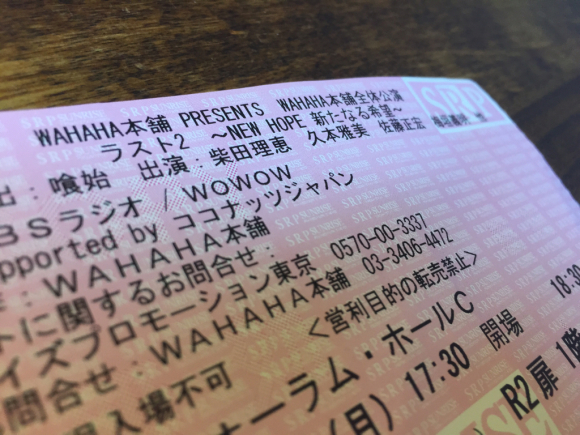 WAHAHA本舗 PRESENTS WAHAHA本舗全体公演
ラスト2 ～NEW HOPE 新たなる希望～
出：喰始 出演：柴田理恵 久本雅美 佐藤正宏
BSラジオ / WOWOW
pported by ココナッツジャパン
：WAHAHA本舗
トに関するお問合せ：
イズプロモーション東京 0570-00-3337
問合せ：WAHAHA本舗 03-3406-4472
場不可 <営利目的の転売禁止>
ォーラム・ホールC
(月) 17:30 開場 18:30
R2扉 1階
SRP